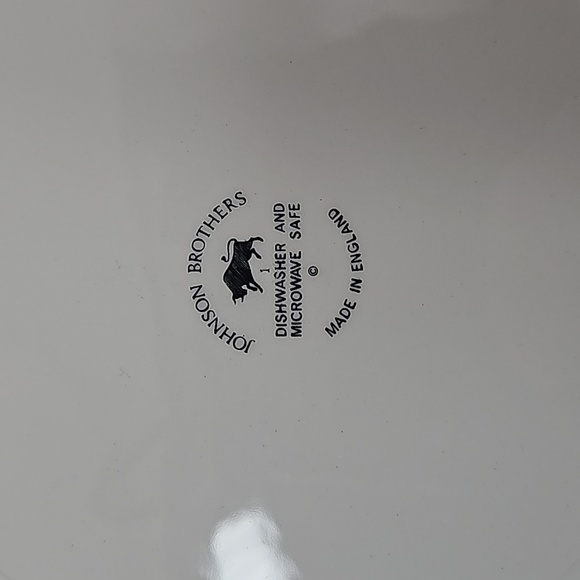 JOHNSON BROTHERS
1
DISHWASHER AND
MICROWAVE SAFE
©
MADE IN ENGLAND